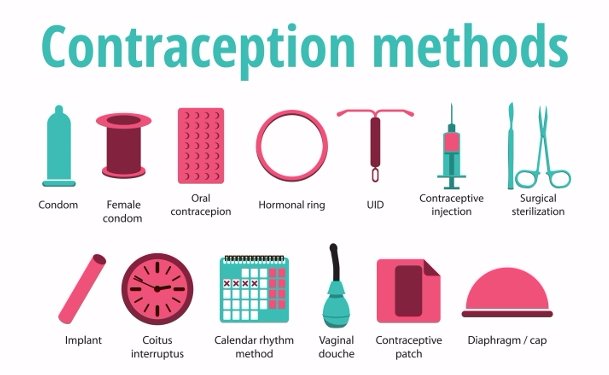 Contraception methods
Condom
Female
condom
Oral
contracepion
Hormonal ring
UID
Contraceptive
injection
Surgical
sterilization
Implant
Coitus
interruptus
Calendar rhythm
method
Vaginal
douche
Contraceptive
patch
Diaphragm / cap